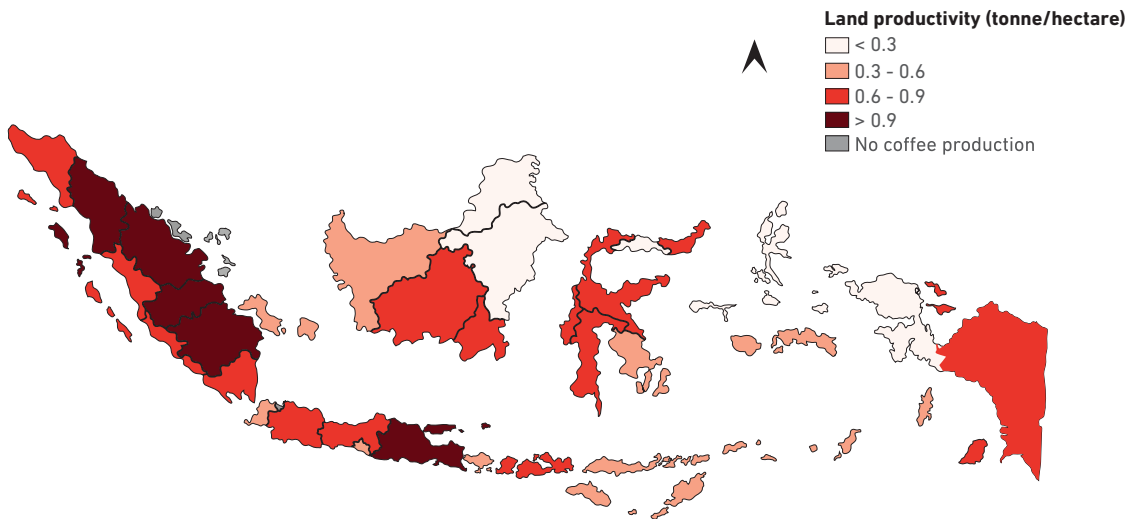 Land productivity (tonne/hectare)
< 0.3
0.3 - 0.6
0.6 - 0.9
> 0.9
No coffee production